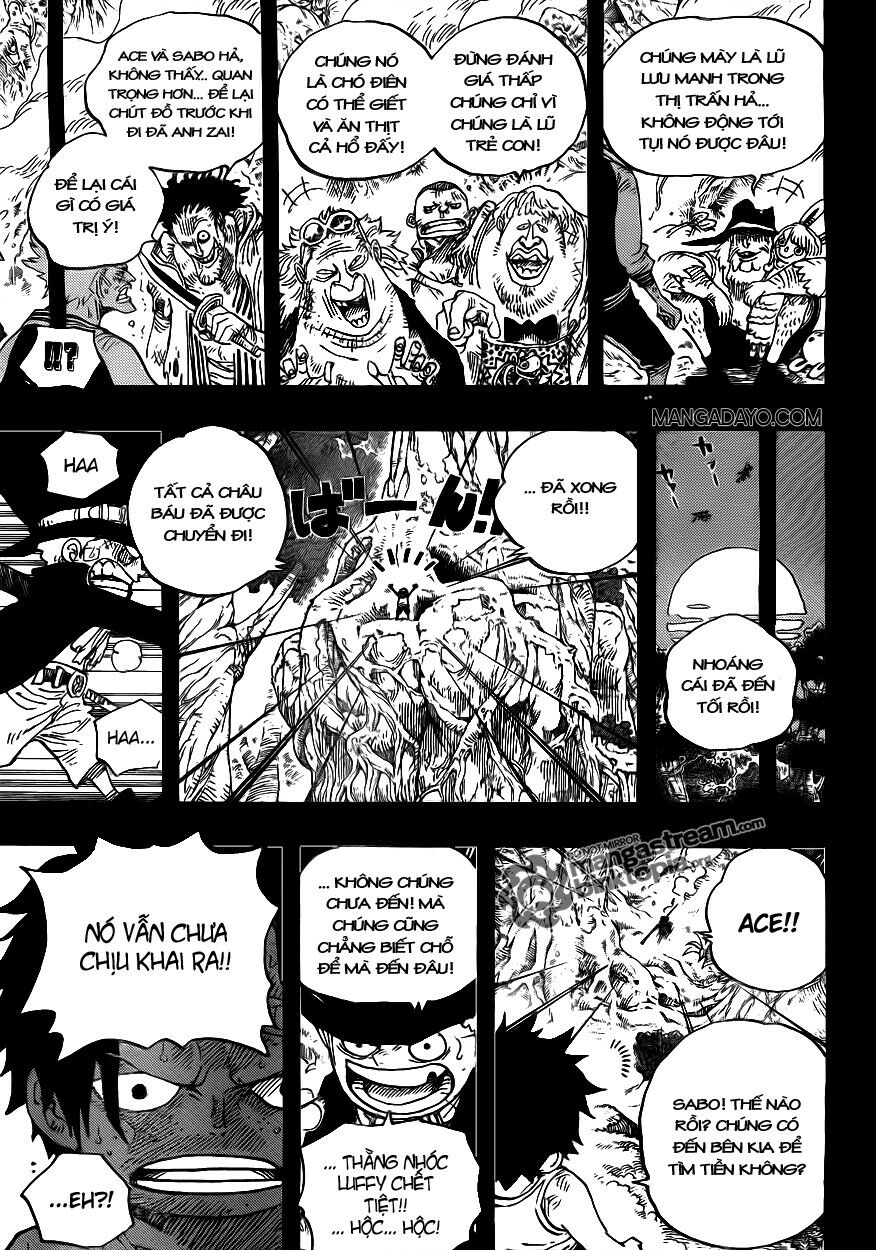 CHÚNG MÀY LÀ LŨ
LƯU MANH TRONG
THỊ TRẤN HẢ...
KHÔNG ĐỘNG TỚI
TỤI NÓ ĐƯỢC ĐÂU!
ĐỪNG ĐÁNH
GIÁ THẤP
CHÚNG CHỈ VÌ
CHÚNG LÀ LŨ
TRẺ CON!
CHÚNG NÓ
LÀ CHÓ ĐIÊN
CÓ THỂ GIẾT
VÀ ĂN THỊT
CẢ HỔ ĐẤY!
ACE VÀ SABO HẢ,
KHÔNG THẤY.. QUAN
TRỌNG HƠN... ĐỂ LẠI
CHÚT ĐỒ TRƯỚC KHI
ĐI ĐÃ ANH ZAI!
ĐỂ LẠI CÁI
GÌ CÓ GIÁ
TRỊ Ý!
MANGADAYO.COM
NHOÁNG
CÁI ĐÃ ĐẾN
TỐI RỒI!
... ĐÃ XONG
RỒI!!
ばーん!!
TẤT CẢ CHÂU
BÁU ĐÃ ĐƯỢC
CHUYỂN ĐI!
HAA
HAA...
DO NOT MIRROR
mangastream.com
ACE!!
SABO! THẾ NÀO
RỒI? CHÚNG CÓ
ĐẾN BÊN KIA ĐỂ
TÌM TIỀN KHÔNG?
... KHÔNG CHÚNG
CHƯA ĐẾN! MÀ
CHÚNG CŨNG
CHẲNG BIẾT CHỖ
ĐỂ MÀ ĐẾN ĐÂU!
... THẰNG NHÓC
LUFFY CHẾT
TIỆT!!
... HỘC... HỘC!
NÓ VẪN CHƯA
CHỊU KHAI RA!!
...EH?!